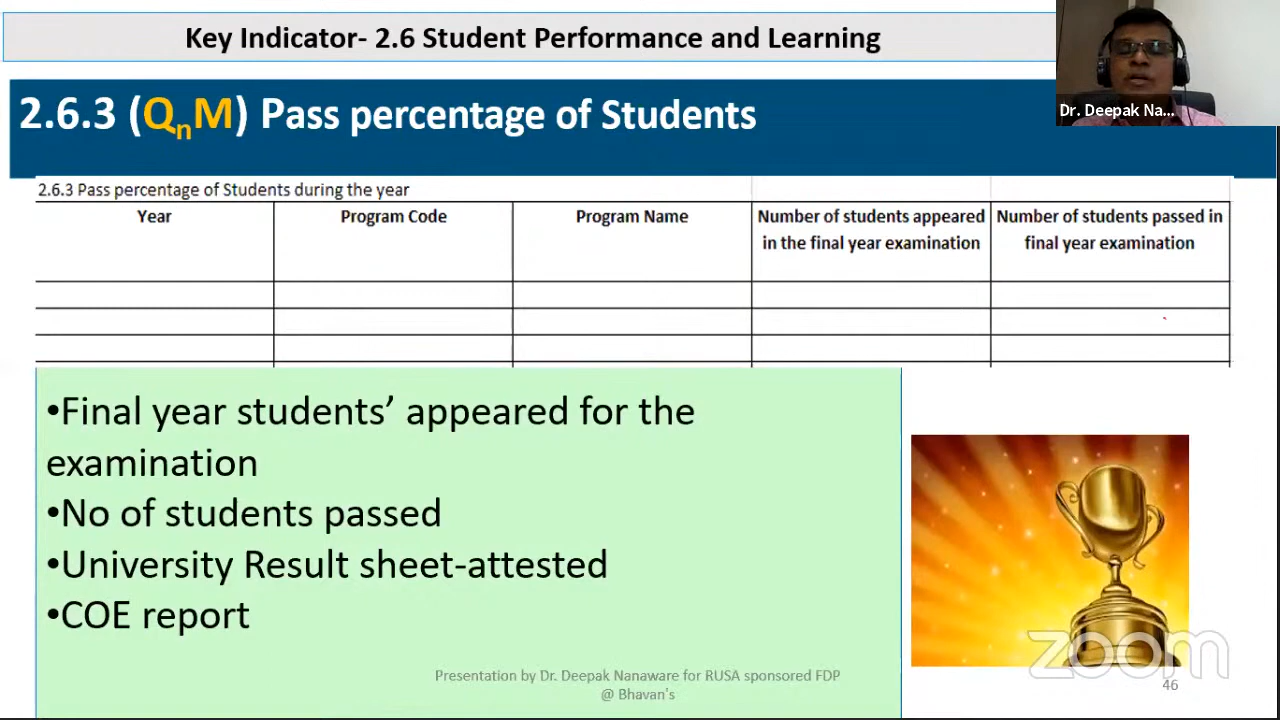 Key Indicator- 2.6 Student Performance and Learning
2.6.3 (QnM) Pass percentage of Students
Dr. Deepak Na...
2.6.3 Pass percentage of Students during the year
Year
Program Code
Program Name
Number of students appeared
in the final year examination
Number of students passed in
final year examination
•Final year students’ appeared for the
examination
•No of students passed
•University Result sheet-attested
•COE report
Presentation by Dr. Deepak Nanaware for RUSA sponsored FDP
@ Bhavan's
zoom
46